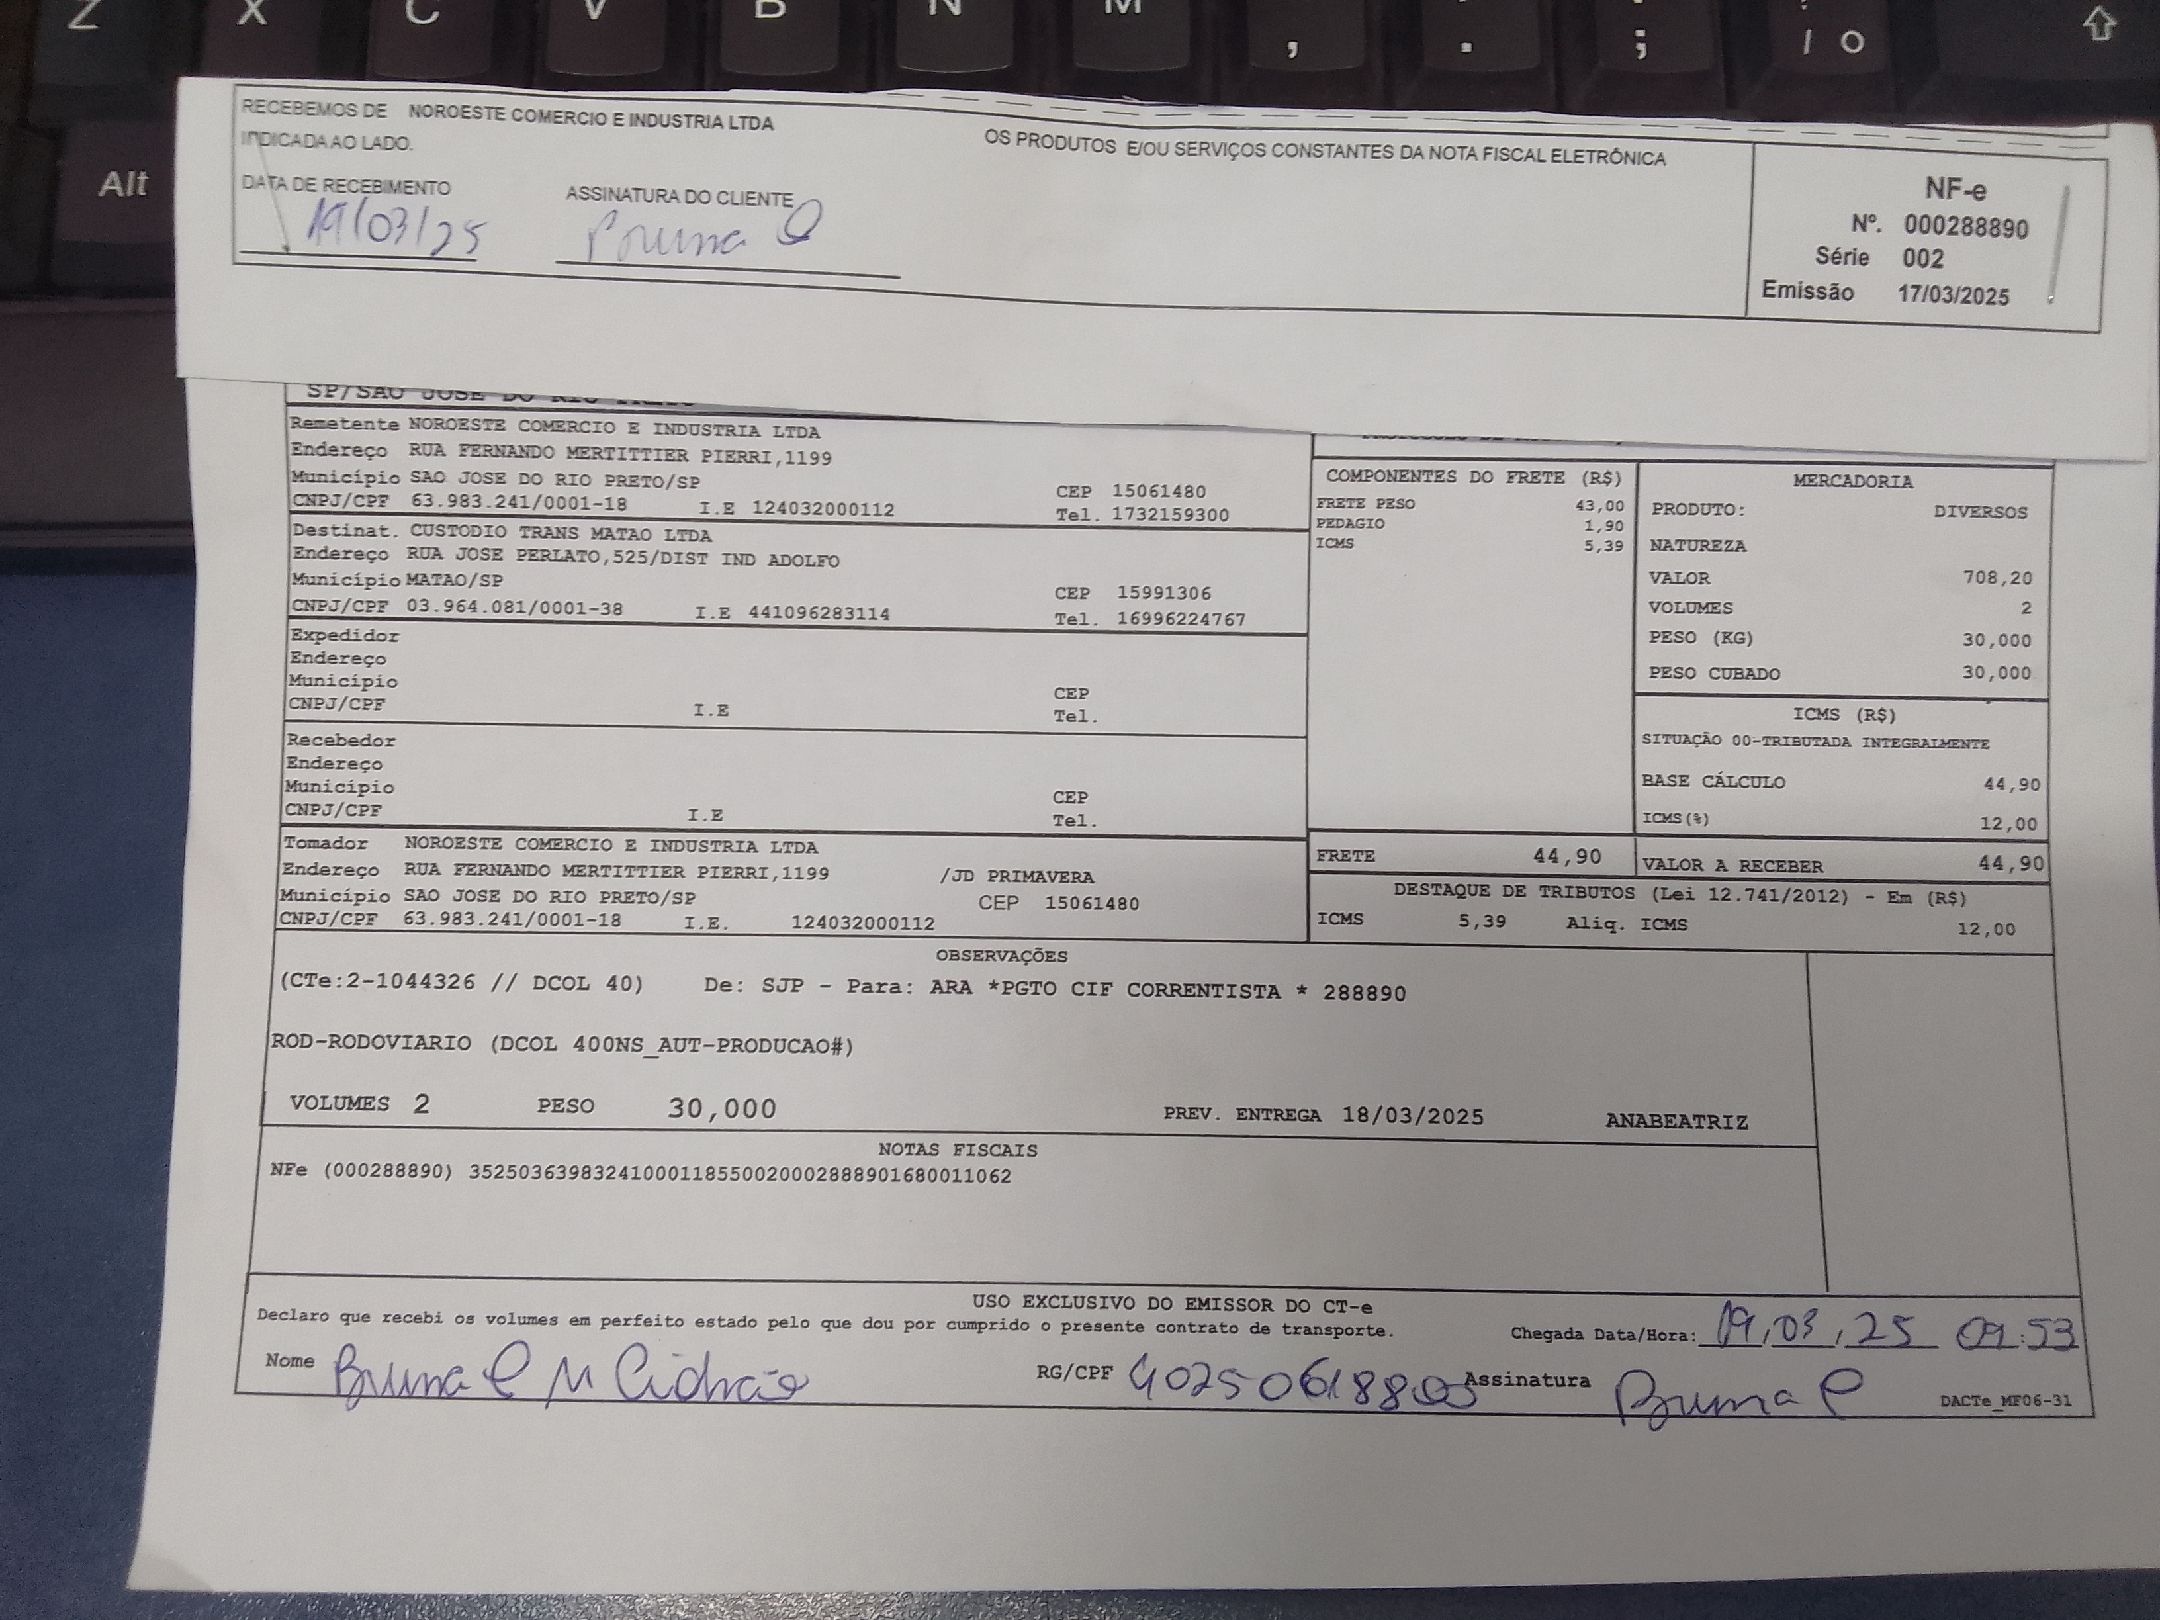 Z X C V B N M , . ; : / O
Alt
RECEBEMOS DE NOROESTE COMERCIO E INDUSTRIA LTDA OS PRODUTOS E/OU SERVIÇOS CONSTANTES DA NOTA FISCAL ELETRÔNICA
INDICADA AO LADO.
DATA DE RECEBIMENTO ASSINATURA DO CLIENTE
19/03/25 Bruna
NF-e
Nº. 000288890
Série 002
Emissão 17/03/2025
SP/SAO JOSE DO RIO PRETO
Remetente NOROESTE COMERCIO E INDUSTRIA LTDA
Endereço RUA FERNANDO MERTITTIER PIERRI,1199
Município SAO JOSE DO RIO PRETO/SP CEP 15061480
CNPJ/CPF 63.983.241/0001-18 I.E 124032000112 Tel. 1732159300
Destinat. CUSTODIO TRANS MATAO LTDA
Endereço RUA JOSE PERLATO,525/DIST IND ADOLFO
Município MATAO/SP CEP 15991306
CNPJ/CPF 03.964.081/0001-38 I.E 441096283114 Tel. 16996224767
Expedidor
Endereço
Município CEP
CNPJ/CPF I.E Tel.
Recebedor
Endereço
Município CEP
CNPJ/CPF I.E Tel.
Tomador NOROESTE COMERCIO E INDUSTRIA LTDA
Endereço RUA FERNANDO MERTITTIER PIERRI,1199 /JD PRIMAVERA
Município SAO JOSE DO RIO PRETO/SP CEP 15061480
CNPJ/CPF 63.983.241/0001-18 I.E. 124032000112
COMPONENTES DO FRETE (R$)
FRETE PESO 43,00
PEDAGIO 1,90
ICMS 5,39
MERCADORIA
PRODUTO: DIVERSOS
NATUREZA
VALOR 708,20
VOLUMES 2
PESO (KG) 30,000
PESO CUBADO 30,000
ICMS (R$)
SITUAÇÃO 00-TRIBUTADA INTEGRALMENTE
BASE CÁLCULO 44,90
ICMS(%) 12,00
FRETE 44,90 VALOR A RECEBER 44,90
DESTAQUE DE TRIBUTOS (Lei 12.741/2012) - Em (R$)
ICMS 5,39 Aliq. ICMS 12,00
OBSERVAÇÕES
(CTe:2-1044326 // DCOL 40) De: SJP - Para: ARA *PGTO CIF CORRENTISTA * 288890
ROD-RODOVIARIO (DCOL 400NS_AUT-PRODUCAO#)
VOLUMES 2 PESO 30,000 PREV. ENTREGA 18/03/2025 ANABEATRIZ
NOTAS FISCAIS
NFe (000288890) 35250363983241000118550020002888901680011062
USO EXCLUSIVO DO EMISSOR DO CT-e
Declaro que recebi os volumes em perfeito estado pelo que dou por cumprido o presente contrato de transporte. Chegada Data/Hora: 19,03,25 09:53
Nome Bruna C M Cidrão RG/CPF Assinatura Bruna C DACTe_MF06-31